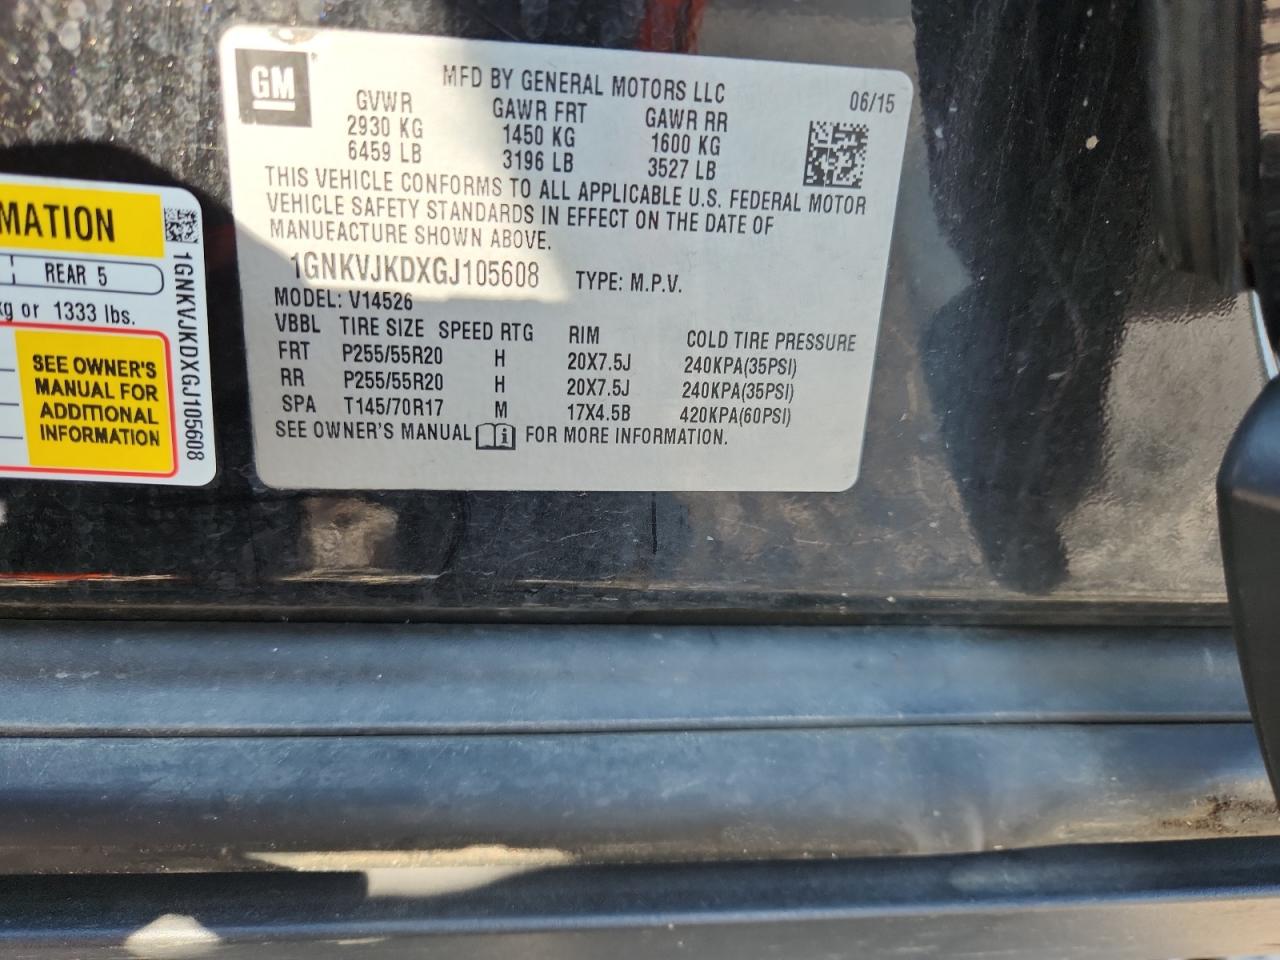 GM
MFD BY GENERAL MOTORS LLC
06/15
GVWR GAWR FRT GAWR RR
2930 KG 1450 KG 1600 KG
6459 LB 3196 LB 3527 LB
THIS VEHICLE CONFORMS TO ALL APPLICABLE U.S. FEDERAL MOTOR
VEHICLE SAFETY STANDARDS IN EFFECT ON THE DATE OF
MANUFACTURE SHOWN ABOVE.
1GNKVJKDXGJ105608 TYPE: M.P.V.
MODEL: V14526
VBBL TIRE SIZE SPEED RTG RIM COLD TIRE PRESSURE
FRT P255/55R20 H 20X7.5J 240KPA(35PSI)
RR P255/55R20 H 20X7.5J 240KPA(35PSI)
SPA T145/70R17 M 17X4.5B 420KPA(60PSI)
SEE OWNER'S MANUAL FOR MORE INFORMATION.
MATION
REAR 5
kg or 1333 lbs.
SEE OWNER'S
MANUAL FOR
ADDITIONAL
INFORMATION
1GNKVJKDXGJ105608